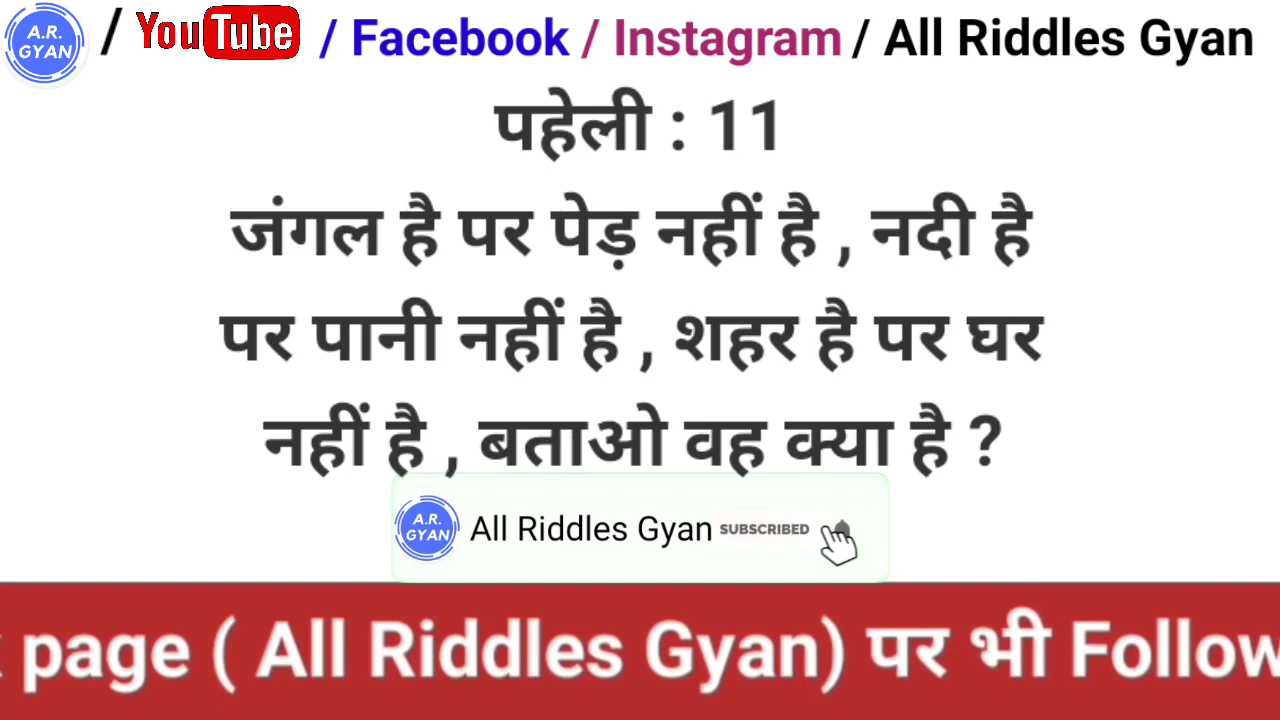 A.R. GYAN / YouTube / Facebook / Instagram / All Riddles Gyan
पहेली : 11
जंगल है पर पेड़ नहीं है , नदी है
पर पानी नहीं है , शहर है पर घर
नहीं है , बताओ वह क्या है ?
A.R. GYAN All Riddles Gyan SUBSCRIBED
page ( All Riddles Gyan) पर भी Follow